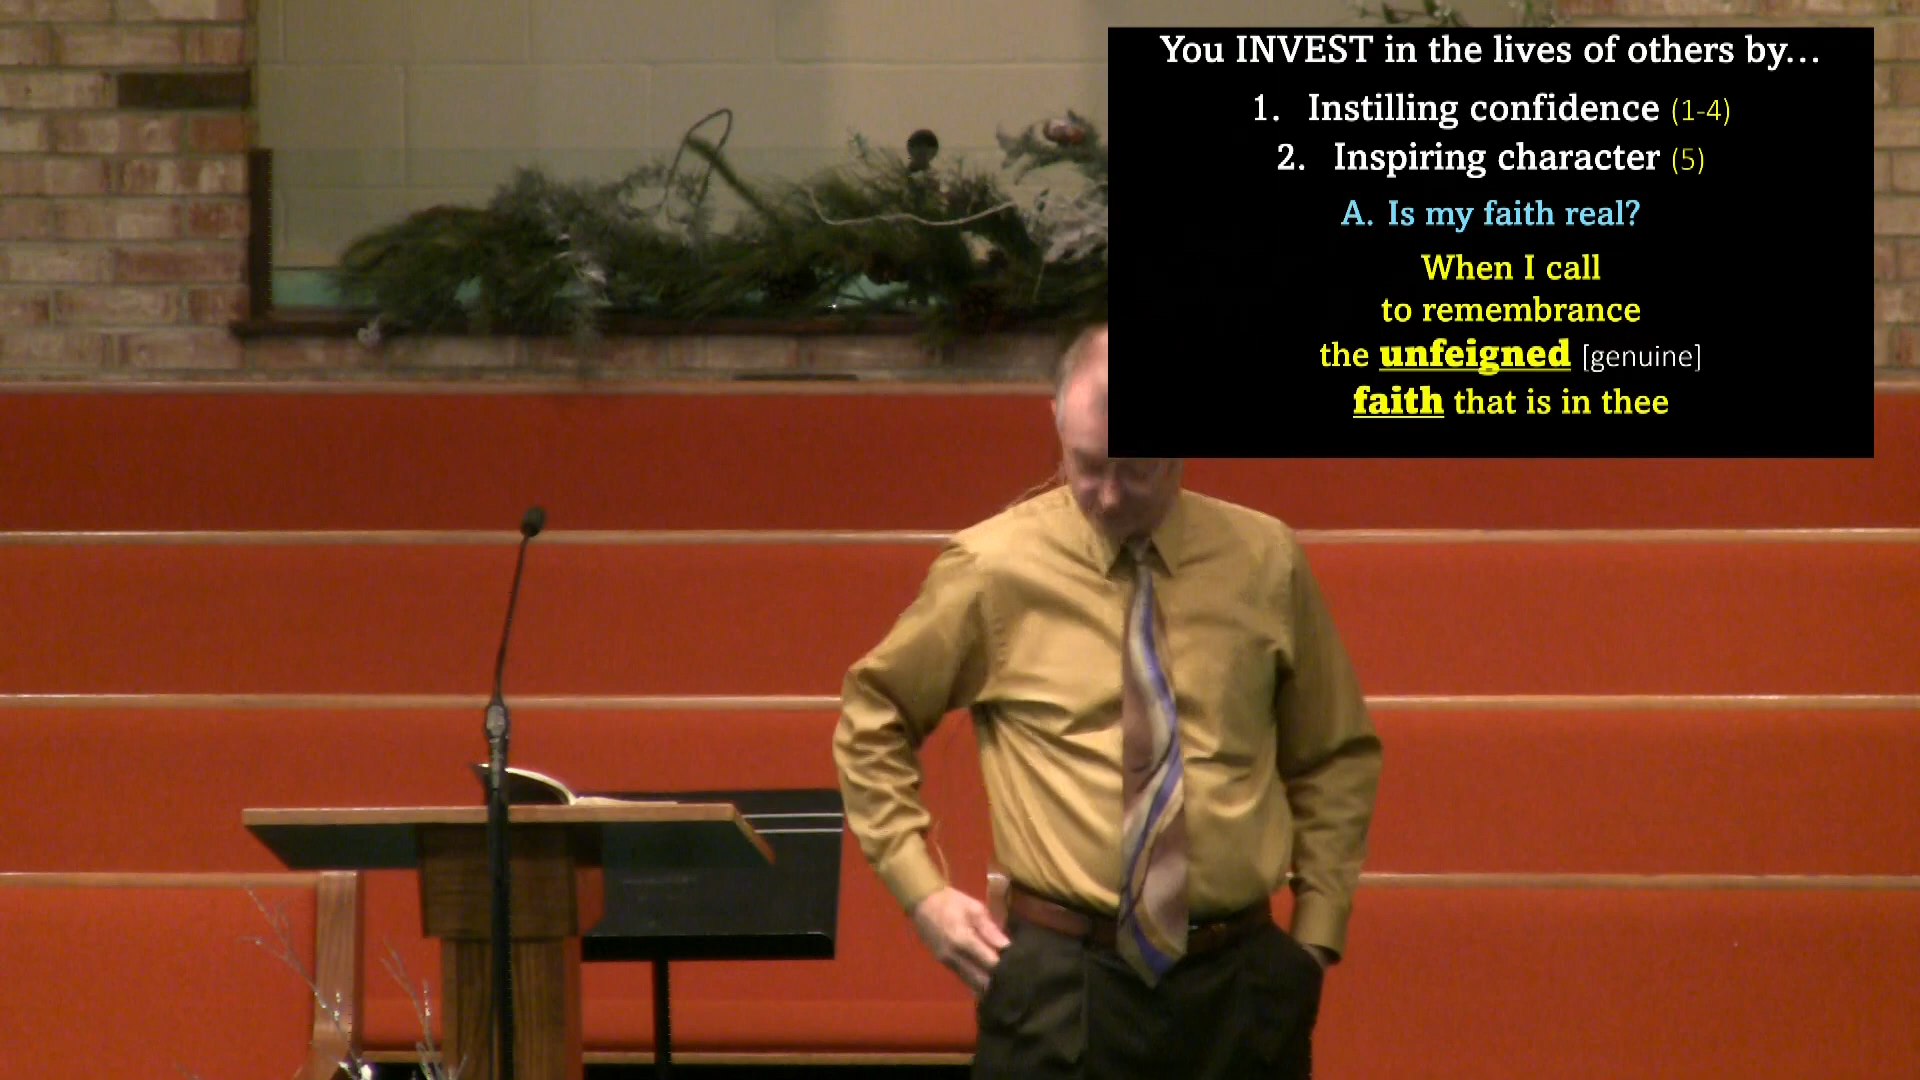 You INVEST in the lives of others by...
1. Instilling confidence (1-4)
2. Inspiring character (5)
A. Is my faith real?
When I call
to remembrance
the unfeigned [genuine]
faith that is in thee